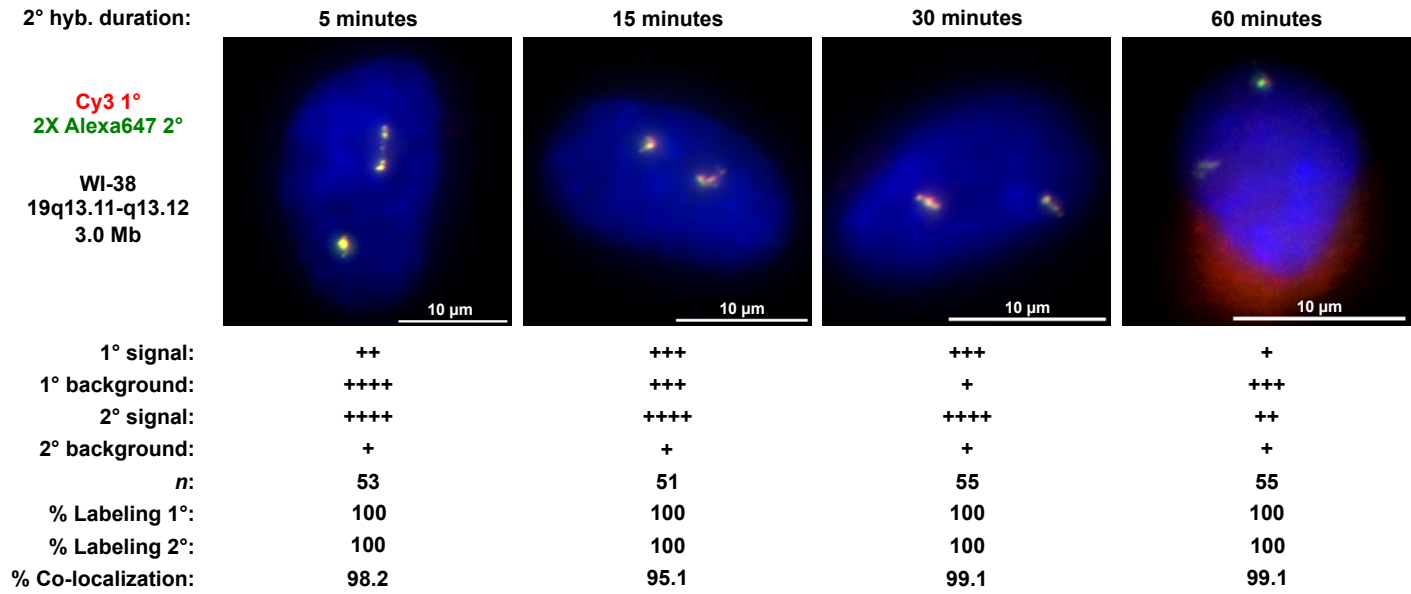 2° hyb. duration: 5 minutes 15 minutes 30 minutes 60 minutes
Cy3 1°
2X Alexa647 2°
WI-38
19q13.11-q13.12
3.0 Mb
10 µm 10 µm 10 µm 10 µm
1° signal: ++ +++ +++ +
1° background: ++++ +++ + +++
2° signal: ++++ ++++ ++++ ++
2° background: + + + +
n: 53 51 55 55
% Labeling 1°: 100 100 100 100
% Labeling 2°: 100 100 100 100
% Co-localization: 98.2 95.1 99.1 99.1